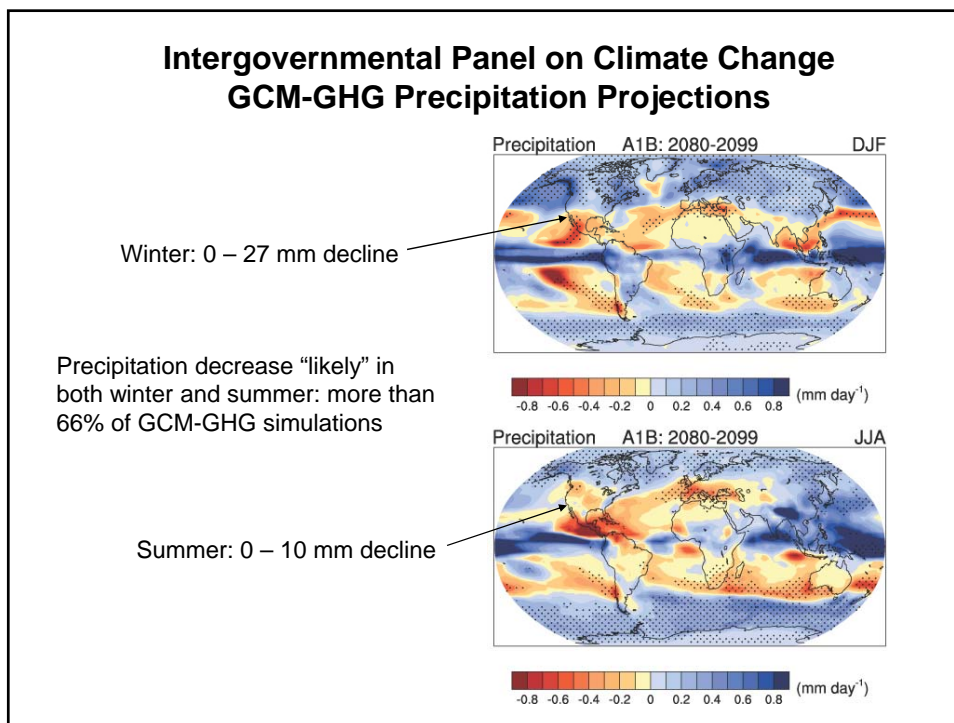 Intergovernmental Panel on Climate Change
GCM-GHG Precipitation Projections
Precipitation A1B: 2080-2099 DJF
Winter: 0 – 27 mm decline
Precipitation decrease “likely” in
both winter and summer: more than
66% of GCM-GHG simulations
-0.8 -0.6 -0.4 -0.2 0 0.2 0.4 0.6 0.8 (mm day⁻¹)
Precipitation A1B: 2080-2099 JJA
Summer: 0 – 10 mm decline
-0.8 -0.6 -0.4 -0.2 0 0.2 0.4 0.6 0.8 (mm day⁻¹)